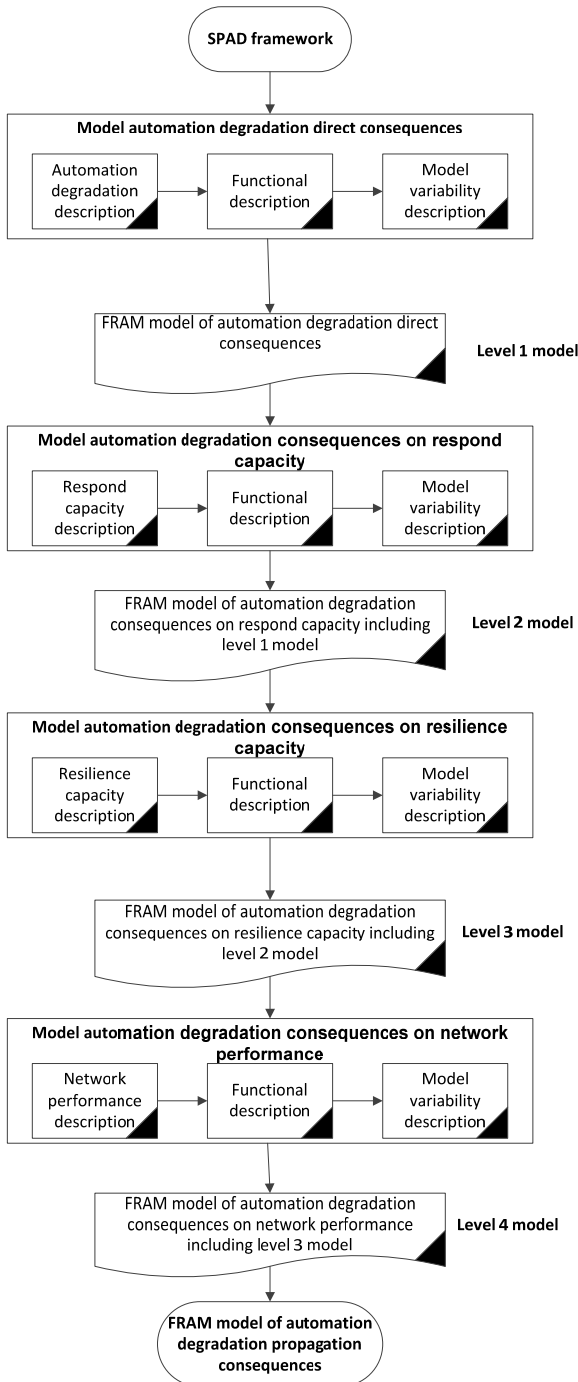 SPAD framework
Model automation degradation direct consequences
Automation
degradation
description
Functional
description
Model
variability
description
FRAM model of automation degradation direct
consequences
Level 1 model
Model automation degradation consequences on respond
capacity
Respond
capacity
description
Functional
description
Model
variability
description
FRAM model of automation degradation
consequences on respond capacity including
level 1 model
Level 2 model
Model automation degradation consequences on resilience
capacity
Resilience
capacity
description
Functional
description
Model
variability
description
FRAM model of automation degradation
consequences on resilience capacity including
level 2 model
Level 3 model
Model automation degradation consequences on network
performance
Network
performance
description
Functional
description
Model
variability
description
FRAM model of automation degradation
consequences on network performance
including level 3 model
Level 4 model
FRAM model of automation
degradation propagation
consequences